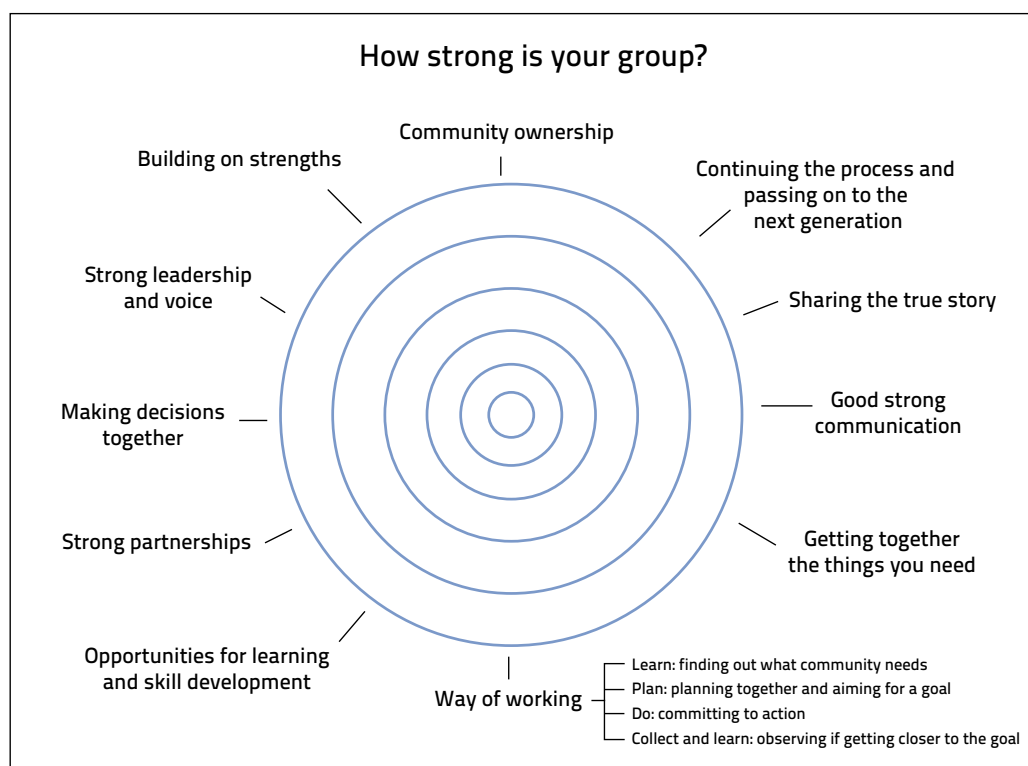 How strong is your group?
Community ownership
Continuing the process and
passing on to the
next generation
Sharing the true story
Good strong
communication
Getting together
the things you need
Way of working
Learn: finding out what community needs
Plan: planning together and aiming for a goal
Do: committing to action
Collect and learn: observing if getting closer to the goal
Opportunities for learning
and skill development
Strong partnerships
Making decisions
together
Strong leadership
and voice
Building on strengths